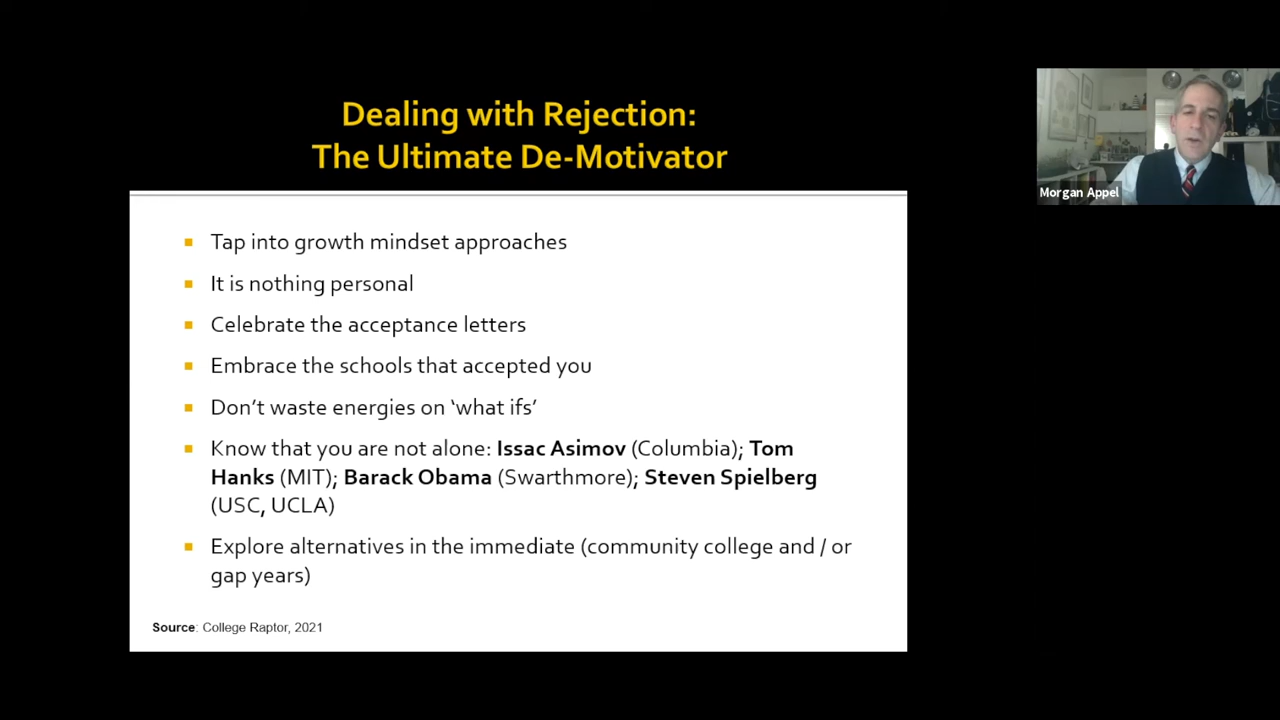 Dealing with Rejection:
The Ultimate De-Motivator
Morgan Appel
Tap into growth mindset approaches
It is nothing personal
Celebrate the acceptance letters
Embrace the schools that accepted you
Don't waste energies on ‘what ifs’
Know that you are not alone: Issac Asimov (Columbia); Tom
Hanks (MIT); Barack Obama (Swarthmore); Steven Spielberg
(USC, UCLA)
Explore alternatives in the immediate (community college and / or
gap years)
Source: College Raptor, 2021